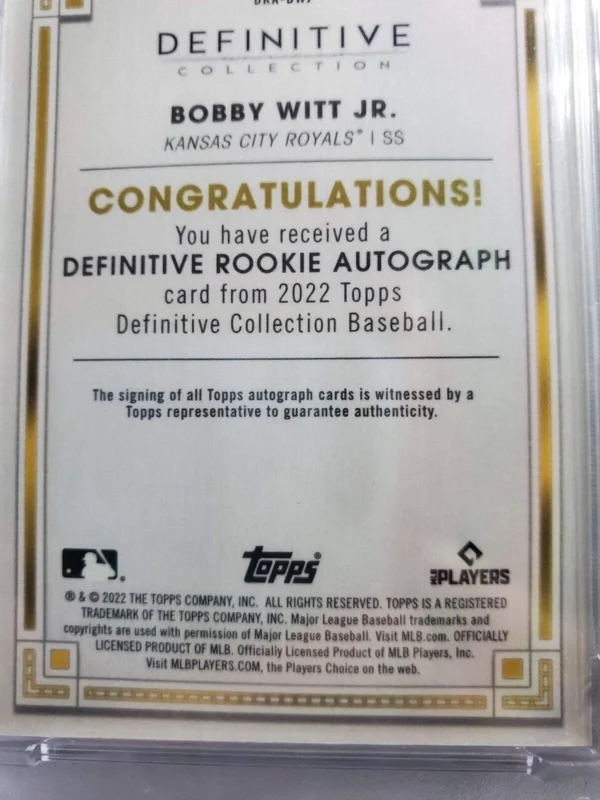 DEFINITIVE
COLLECTION
BOBBY WITT JR.
KANSAS CITY ROYALS® | SS
CONGRATULATIONS!
You have received a
DEFINITIVE ROOKIE AUTOGRAPH
card from 2022 Topps
Definitive Collection Baseball.
The signing of all Topps autograph cards is witnessed by a
Topps representative to guarantee authenticity.
Topps®
PLAYERS
® & © 2022 THE TOPPS COMPANY, INC. ALL RIGHTS RESERVED. TOPPS IS A REGISTERED
TRADEMARK OF THE TOPPS COMPANY, INC. Major League Baseball trademarks and
copyrights are used with permission of Major League Baseball. Visit MLB.com. OFFICIALLY
LICENSED PRODUCT OF MLB. Officially Licensed Product of MLB Players, Inc.
Visit MLBPLAYERS.COM, the Players Choice on the web.